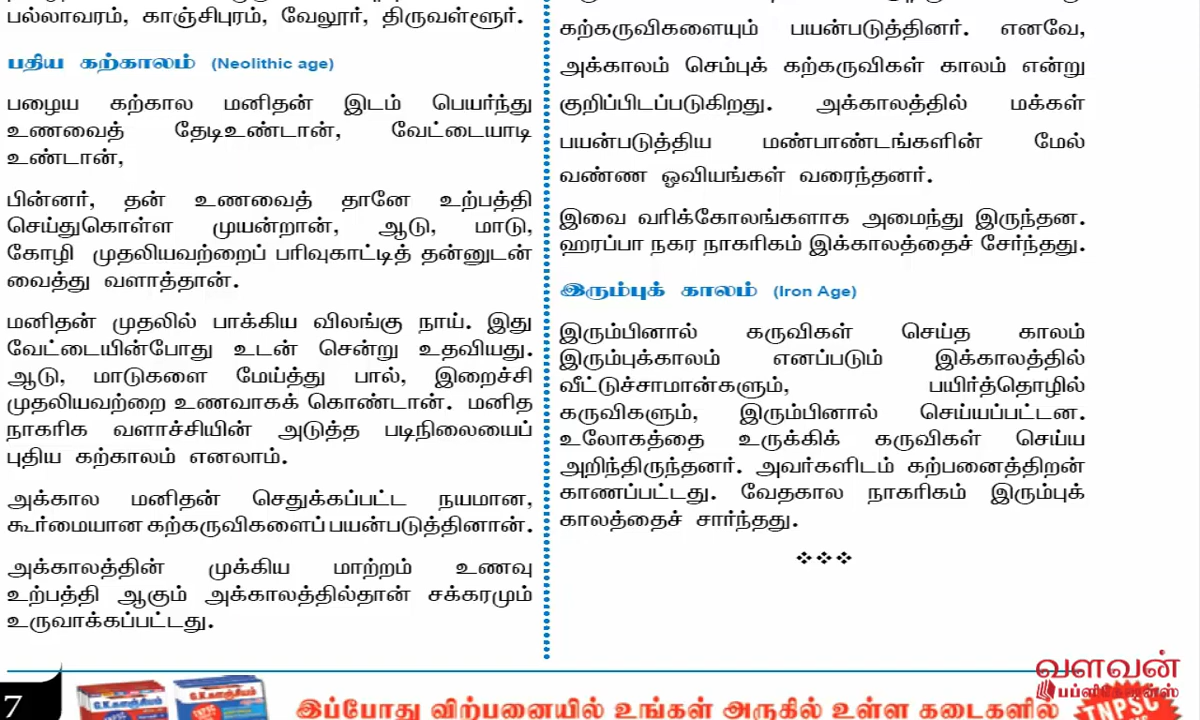 பல்லாவரம், காஞ்சிபுரம், வேலூர், திருவள்ளூர்.
பதிய கற்காலம் (Neolithic age)
பழைய கற்கால மனிதன் இடம் பெயர்ந்து
உணவைத் தேடிஉண்டான், வேட்டையாடி
உண்டான்,
பின்னர், தன் உணவைத் தானே உற்பத்தி
செய்துகொள்ள முயன்றான், ஆடு, மாடு,
கோழி முதலியவற்றைப் பரிவுகாட்டித் தன்னுடன்
வைத்து வளாத்தான்.
மனிதன் முதலில் பாக்கிய விலங்கு நாய். இது
வேட்டையின்போது உடன் சென்று உதவியது.
ஆடு, மாடுகளை மேய்த்து பால், இறைச்சி
முதலியவற்றை உணவாகக் கொண்டான். மனித
நாகரிக வளாச்சியின் அடுத்த படிநிலையைப்
புதிய கற்காலம் எனலாம்.
அக்கால மனிதன் செதுக்கப்பட்ட நயமான,
கூர்மையான கற்கருவிகளைப் பயன்படுத்தினான்.
அக்காலத்தின் முக்கிய மாற்றம் உணவு
உற்பத்தி ஆகும் அக்காலத்தில்தான் சக்கரமும்
உருவாக்கப்பட்டது.
கற்கருவிகளையும் பயன்படுத்தினர். எனவே,
அக்காலம் செம்புக் கற்கருவிகள் காலம் என்று
குறிப்பிடப்படுகிறது. அக்காலத்தில் மக்கள்
பயன்படுத்திய மண்பாண்டங்களின் மேல்
வண்ண ஓவியங்கள் வரைந்தனர்.
இவை வரிக்கோலங்களாக அமைந்து இருந்தன.
ஹரப்பா நகர நாகரிகம் இக்காலத்தைச் சேர்ந்தது.
இரும்புக் காலம் (Iron Age)
இரும்பினால் கருவிகள் செய்த காலம்
இரும்புக்காலம் எனப்படும் இக்காலத்தில்
வீட்டுச்சாமான்களும், பயிர்த்தொழில்
கருவிகளும், இரும்பினால் செய்யப்பட்டன.
உலோகத்தை உருக்கிக் கருவிகள் செய்ய
அறிந்திருந்தனர். அவர்களிடம் கற்பனைத்திறன்
காணப்பட்டது. வேதகால நாகரிகம் இரும்புக்
காலத்தைச் சார்ந்தது.
7
G.K.களஞ்சியம்
இப்போது விற்பனையில் உங்கள் அருகில் உள்ள கடைகளில்
வளவன்
பப்ளிகேஷன்ஸ்
TNPSC